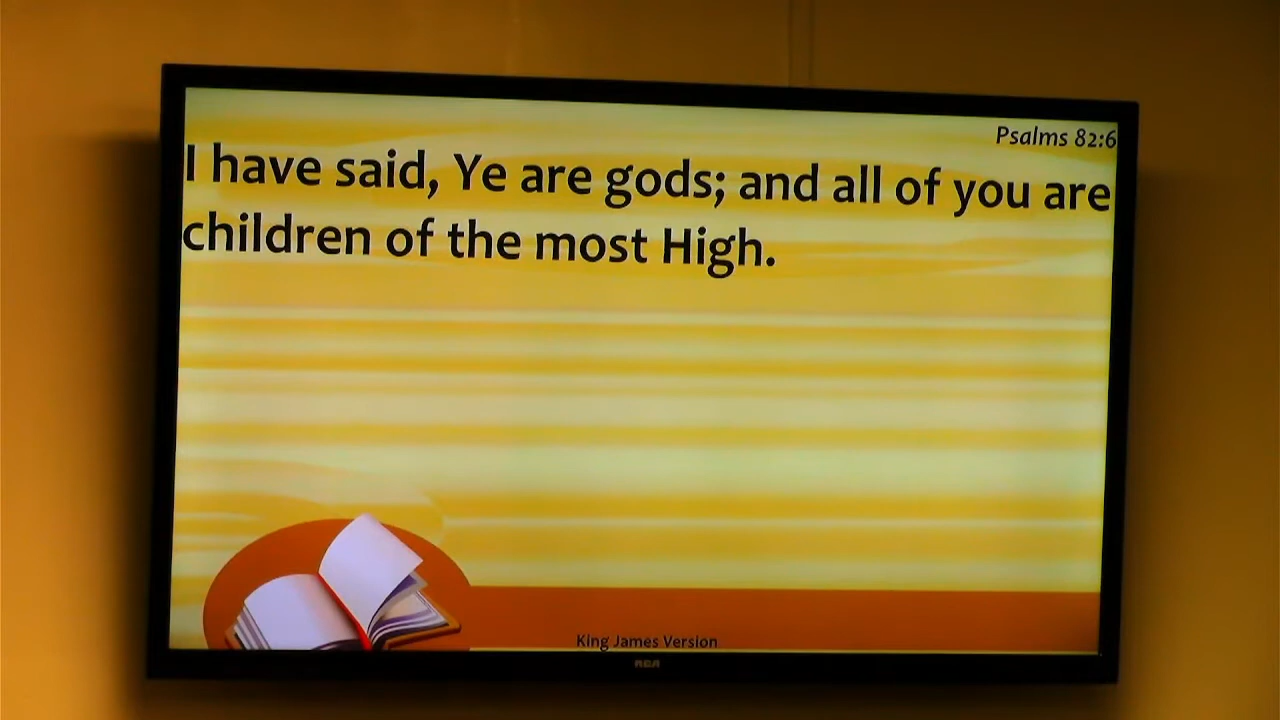 Psalms 82:6
I have said, Ye are gods; and all of you are
children of the most High.
King James Version
RCA